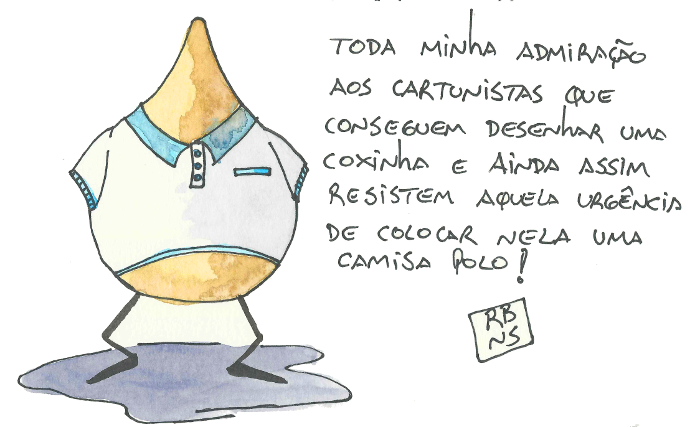 TODA MINHA ADMIRAÇÃO
AOS CARTUNISTAS QUE
CONSEGUEM DESENHAR UMA
COXINHA E AINDA ASSIM
RESISTEM AQUELA URGÊNCIA
DE COLOCAR NELA UMA
CAMISA POLO!
RB
NS